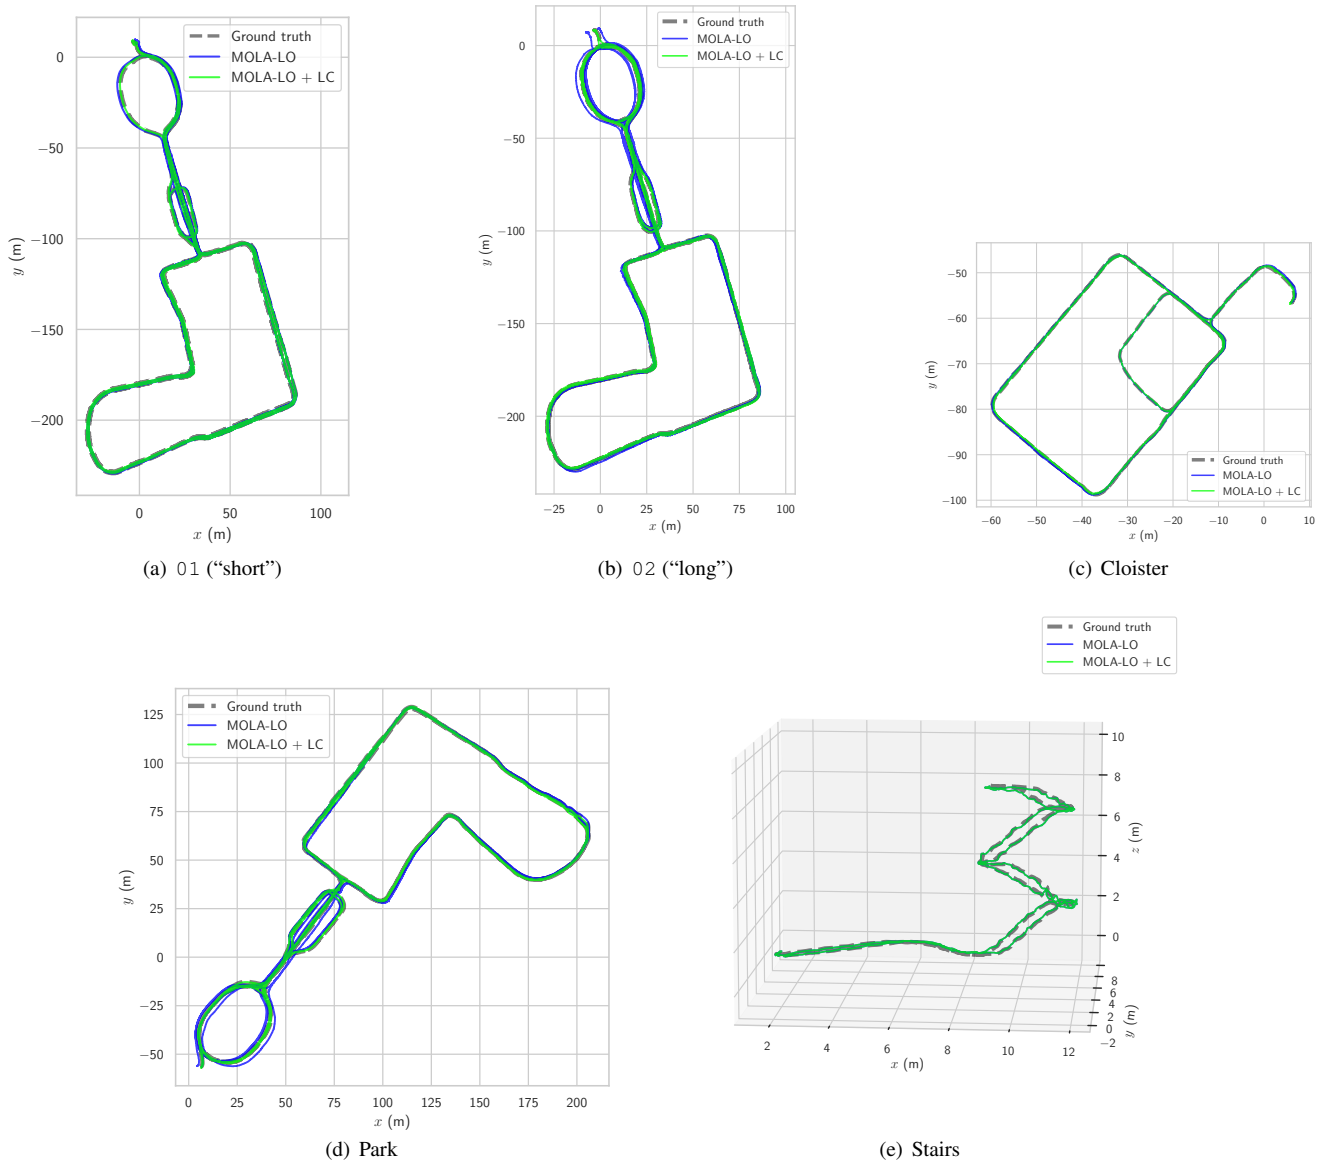 Ground truth
MOLA-LO
MOLA-LO + LC
0
−50
−100
−150
−200
y (m)
0
50
100
x (m)
(a) 01 (“short”)
Ground truth
MOLA-LO
MOLA-LO + LC
0
−50
−100
−150
−200
y (m)
−25
0
25
50
75
100
x (m)
(b) 02 (“long”)
−50
−60
−70
−80
−90
−100
y (m)
Ground truth
MOLA-LO
MOLA-LO + LC
−60
−50
−40
−30
−20
−10
0
10
x (m)
(c) Cloister
Ground truth
MOLA-LO
MOLA-LO + LC
125
100
75
50
25
0
−25
−50
y (m)
0
25
50
75
100
125
150
175
200
x (m)
(d) Park
Ground truth
MOLA-LO
MOLA-LO + LC
10
8
6
4
2
0
z (m)
8
6
4
2
0
−2
y (m)
2
4
6
8
10
12
x (m)
(e) Stairs